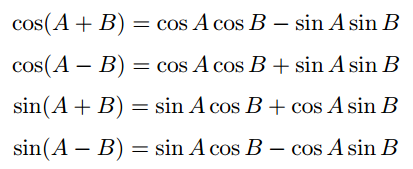 cos(A + B) = cos A cos B − sin A sin B
cos(A − B) = cos A cos B + sin A sin B
sin(A + B) = sin A cos B + cos A sin B
sin(A − B) = sin A cos B − cos A sin B